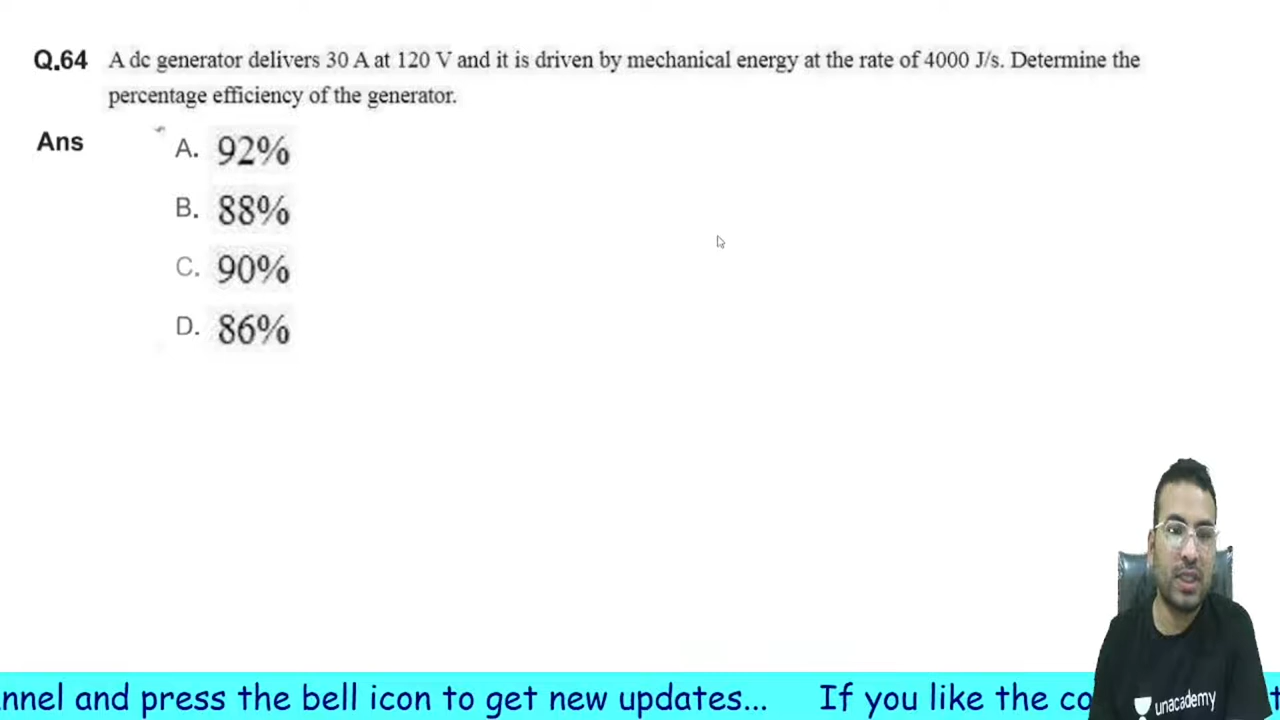 Q.64 A dc generator delivers 30 A at 120 V and it is driven by mechanical energy at the rate of 4000 J/s. Determine the
percentage efficiency of the generator.
Ans
A. 92%
B. 88%
C. 90%
D. 86%
unacademy
nnel and press the bell icon to get new updates... If you like the co